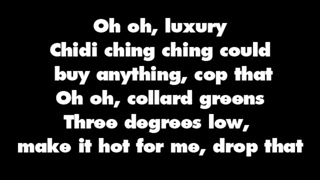 Oh oh, luxury
Chidi ching ching could
buy anything, cop that
Oh oh, collard greens
Three degrees low,
make it hot for me, drop that